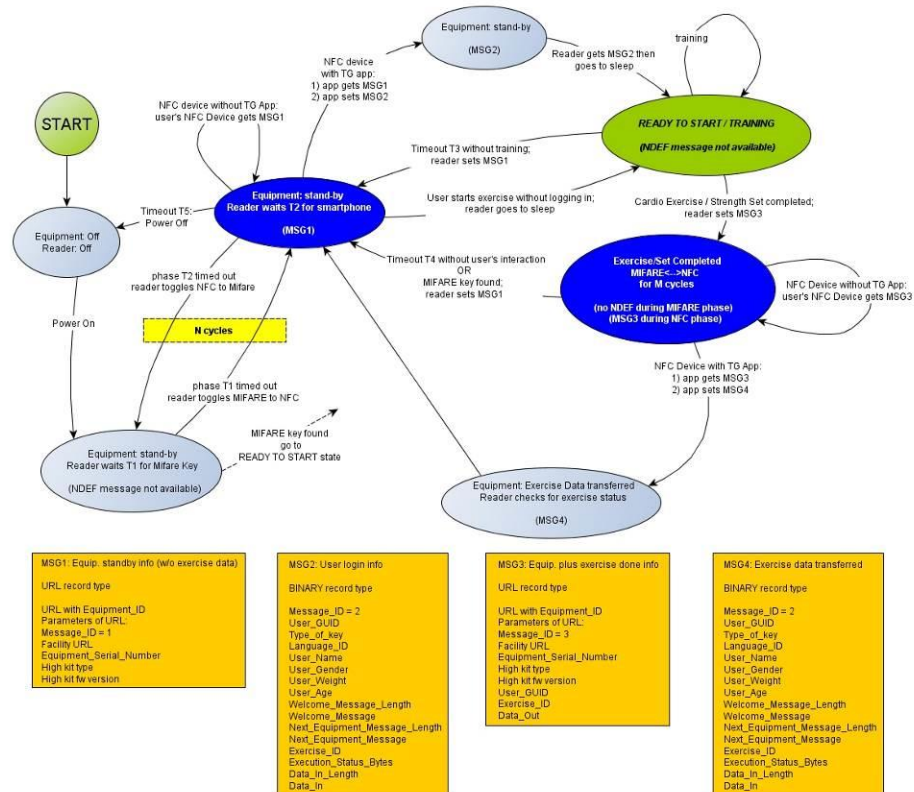 Equipment: stand-by
(MSG2)
training
Reader gets MSG2 then
goes to sleep
NFC device
with TG app:
1) app gets MSG1
2) app sets MSG2
NFC device without TG App:
user's NFC Device gets MSG1
START
READY TO START / TRAINING
(NDEF message not available)
Timeout T3 without training;
reader sets MSG1
Equipment: stand-by
Reader waits T2 for smartphone
(MSG1)
User starts exercise without logging in;
reader goes to sleep
Cardio Exercise / Strength Set completed;
reader sets MSG3
Timeout T5:
Power Off
Equipment: Off
Reader: Off
Timeout T4 without user's interaction
OR
MIFARE key found;
reader sets MSG1
Exercise/Set Completed
MIFARE<-->NFC
for M cycles
(no NDEF during MIFARE phase)
(MSG3 during NFC phase)
NFC Device without TG App:
user's NFC Device gets MSG3
phase T2 timed out
reader toggles NFC to Mifare
Power On
N cycles
NFC Device with TG App:
1) app gets MSG3
2) app sets MSG4
phase T1 timed out
reader toggles MIFARE to NFC
MIFARE key found
go to
READY TO START state
Equipment: stand-by
Reader waits T1 for Mifare Key
(NDEF message not available)
Equipment: Exercise Data transferred
Reader checks for exercise status
(MSG4)
MSG1: Equip. standby info (w/o exercise data)
URL record type
URL with Equipment_ID
Parameters of URL:
Message_ID = 1
Facility URL
Equipment_Serial_Number
High kit type
High kit fw version
MSG2: User login info
BINARY record type
Message_ID = 2
User_GUID
Type_of_key
Language_ID
User_Name
User_Gender
User_Weight
User_Age
Welcome_Message_Length
Welcome_Message
Next_Equipment_Message_Length
Next_Equipment_Message
Exercise_ID
Execution_Status_Bytes
Data_In_Length
Data_In
MSG3: Equip. plus exercise done info
URL record type
URL with Equipment_ID
Parameters of URL:
Message_ID = 3
Facility URL
Equipment_Serial_Number
High kit type
High kit fw version
User_GUID
Exercise_ID
Data_Out
MSG4: Exercise data transferred
BINARY record type
Message_ID = 2
User_GUID
Type_of_key
Language_ID
User_Name
User_Gender
User_Weight
User_Age
Welcome_Message_Length
Welcome_Message
Next_Equipment_Message_Length
Next_Equipment_Message
Exercise_ID
Execution_Status_Bytes
Data_In_Length
Data_In